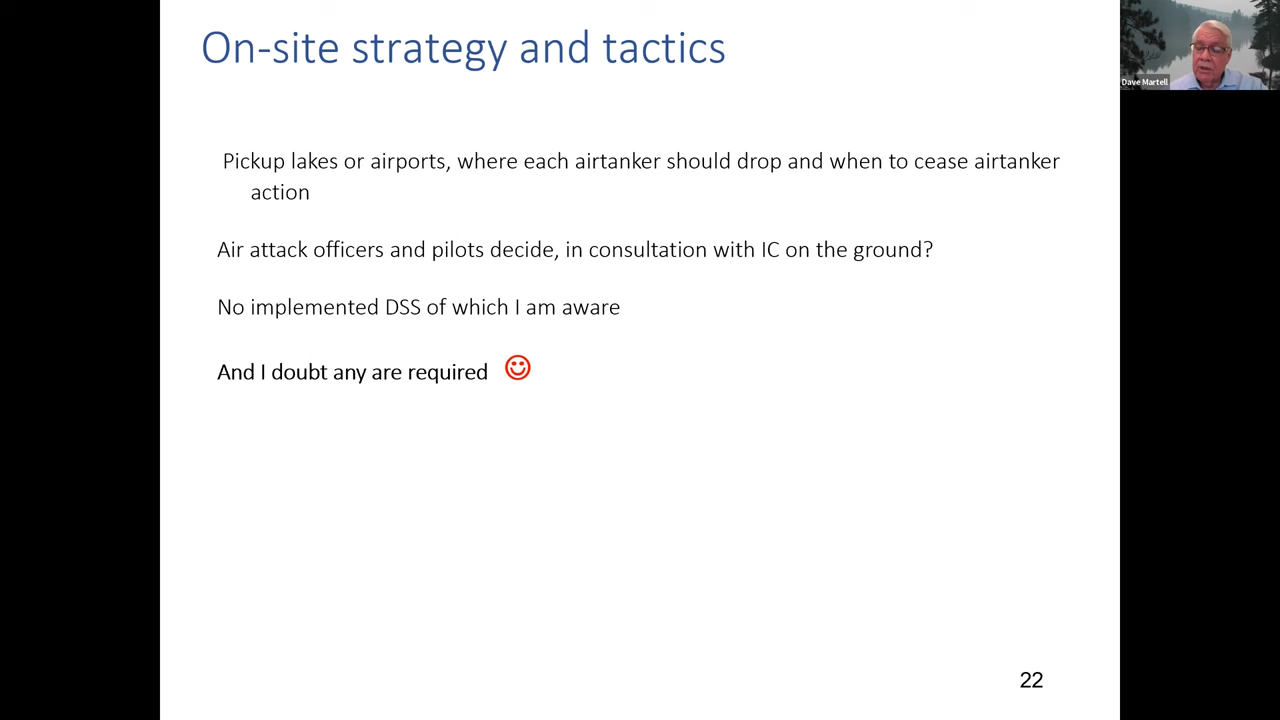 On-site strategy and tactics
Dave Martell
Pickup lakes or airports, where each airtanker should drop and when to cease airtanker
action
Air attack officers and pilots decide, in consultation with IC on the ground?
No implemented DSS of which I am aware
And I doubt any are required
22